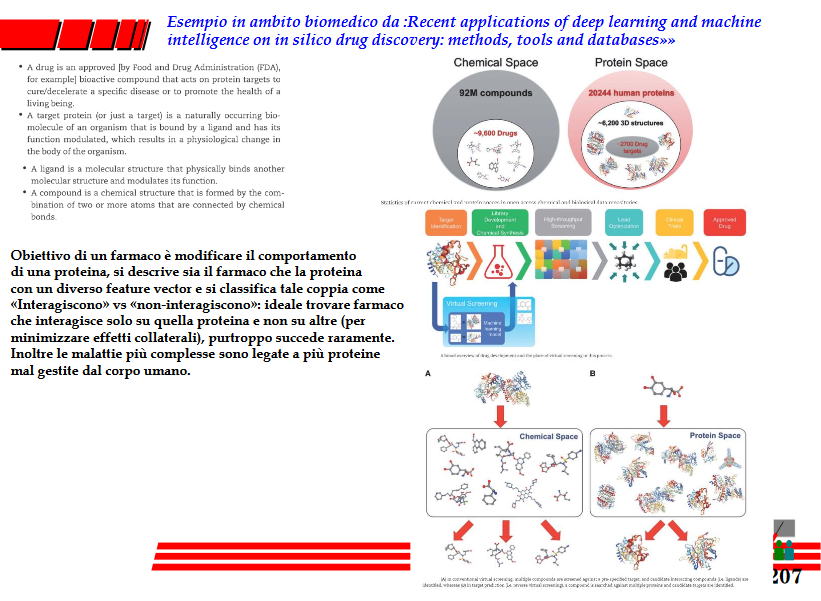 Esempio in ambito biomedico da :Recent applications of deep learning and machine
intelligence on in silico drug discovery: methods, tools and databases»»
• A drug is an approved [by Food and Drug Administration (FDA),
for example] bioactive compound that acts on protein targets to
cure/decelerate a specific disease or to promote the health of a
living being.
• A target protein (or just a target) is a naturally occurring bio-
molecule of an organism that is bound by a ligand and has its
function modulated, which results in a physiological change in
the body of the organism.
• A ligand is a molecular structure that physically binds another
molecular structure and modulates its function.
• A compound is a chemical structure that is formed by the com-
bination of two or more atoms that are connected by chemical
bonds.
Obiettivo di un farmaco è modificare il comportamento
di una proteina, si descrive sia il farmaco che la proteina
con un diverso feature vector e si classifica tale coppia come
«Interagiscono» vs «non-interagiscono»: ideale trovare farmaco
che interagisce solo su quella proteina e non su altre (per
minimizzare effetti collaterali), purtroppo succede raramente.
Inoltre le malattie più complesse sono legate a più proteine
mal gestite dal corpo umano.
Chemical Space
Protein Space
92M compounds
~9,600 Drugs
20244 human proteins
~6,200 3D structures
~2700 Drug
targets
Statistics of current chemical and protein spaces in open access chemical and biological data repositories.
Target
Identification
Library
Development
and
Chemical Synthesis
High-throughput
Screening
Lead
Optimization
Clinical
Trials
Approved
Drug
Virtual Screening
Machine
learning
model
A broad overview of drug development and the place of virtual screening in this process.
A
B
Chemical Space
Protein Space
(A) In conventional virtual screening, multiple compounds are screened against a pre-specified target, and candidate interacting compounds (i.e. ligands) are
identified, whereas (B) in target prediction (i.e. reverse virtual screening), a compound is searched against multiple proteins and candidate targets are identified.
207